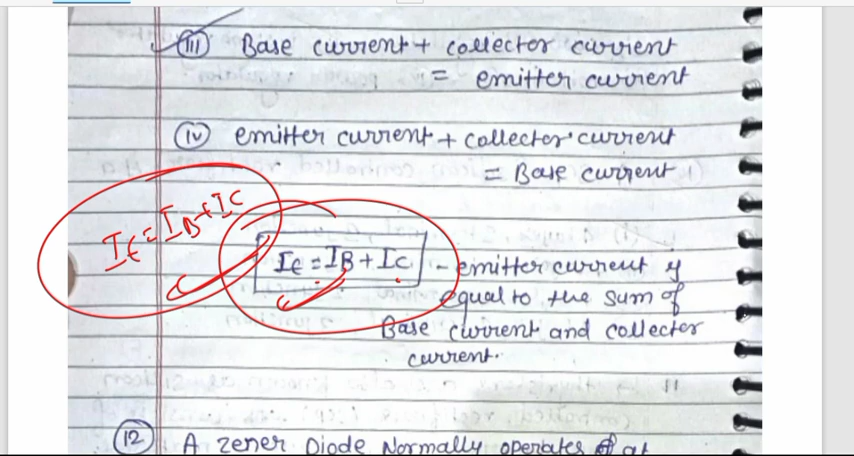 (iii) Base current + collector current
= emitter current
(iv) emitter current + collector current
= Base current
IE = IB + IC
IE = IB + IC - emitter current is
equal to the sum of
Base current and collecter
current.
(12) A zener Diode Normally operates at